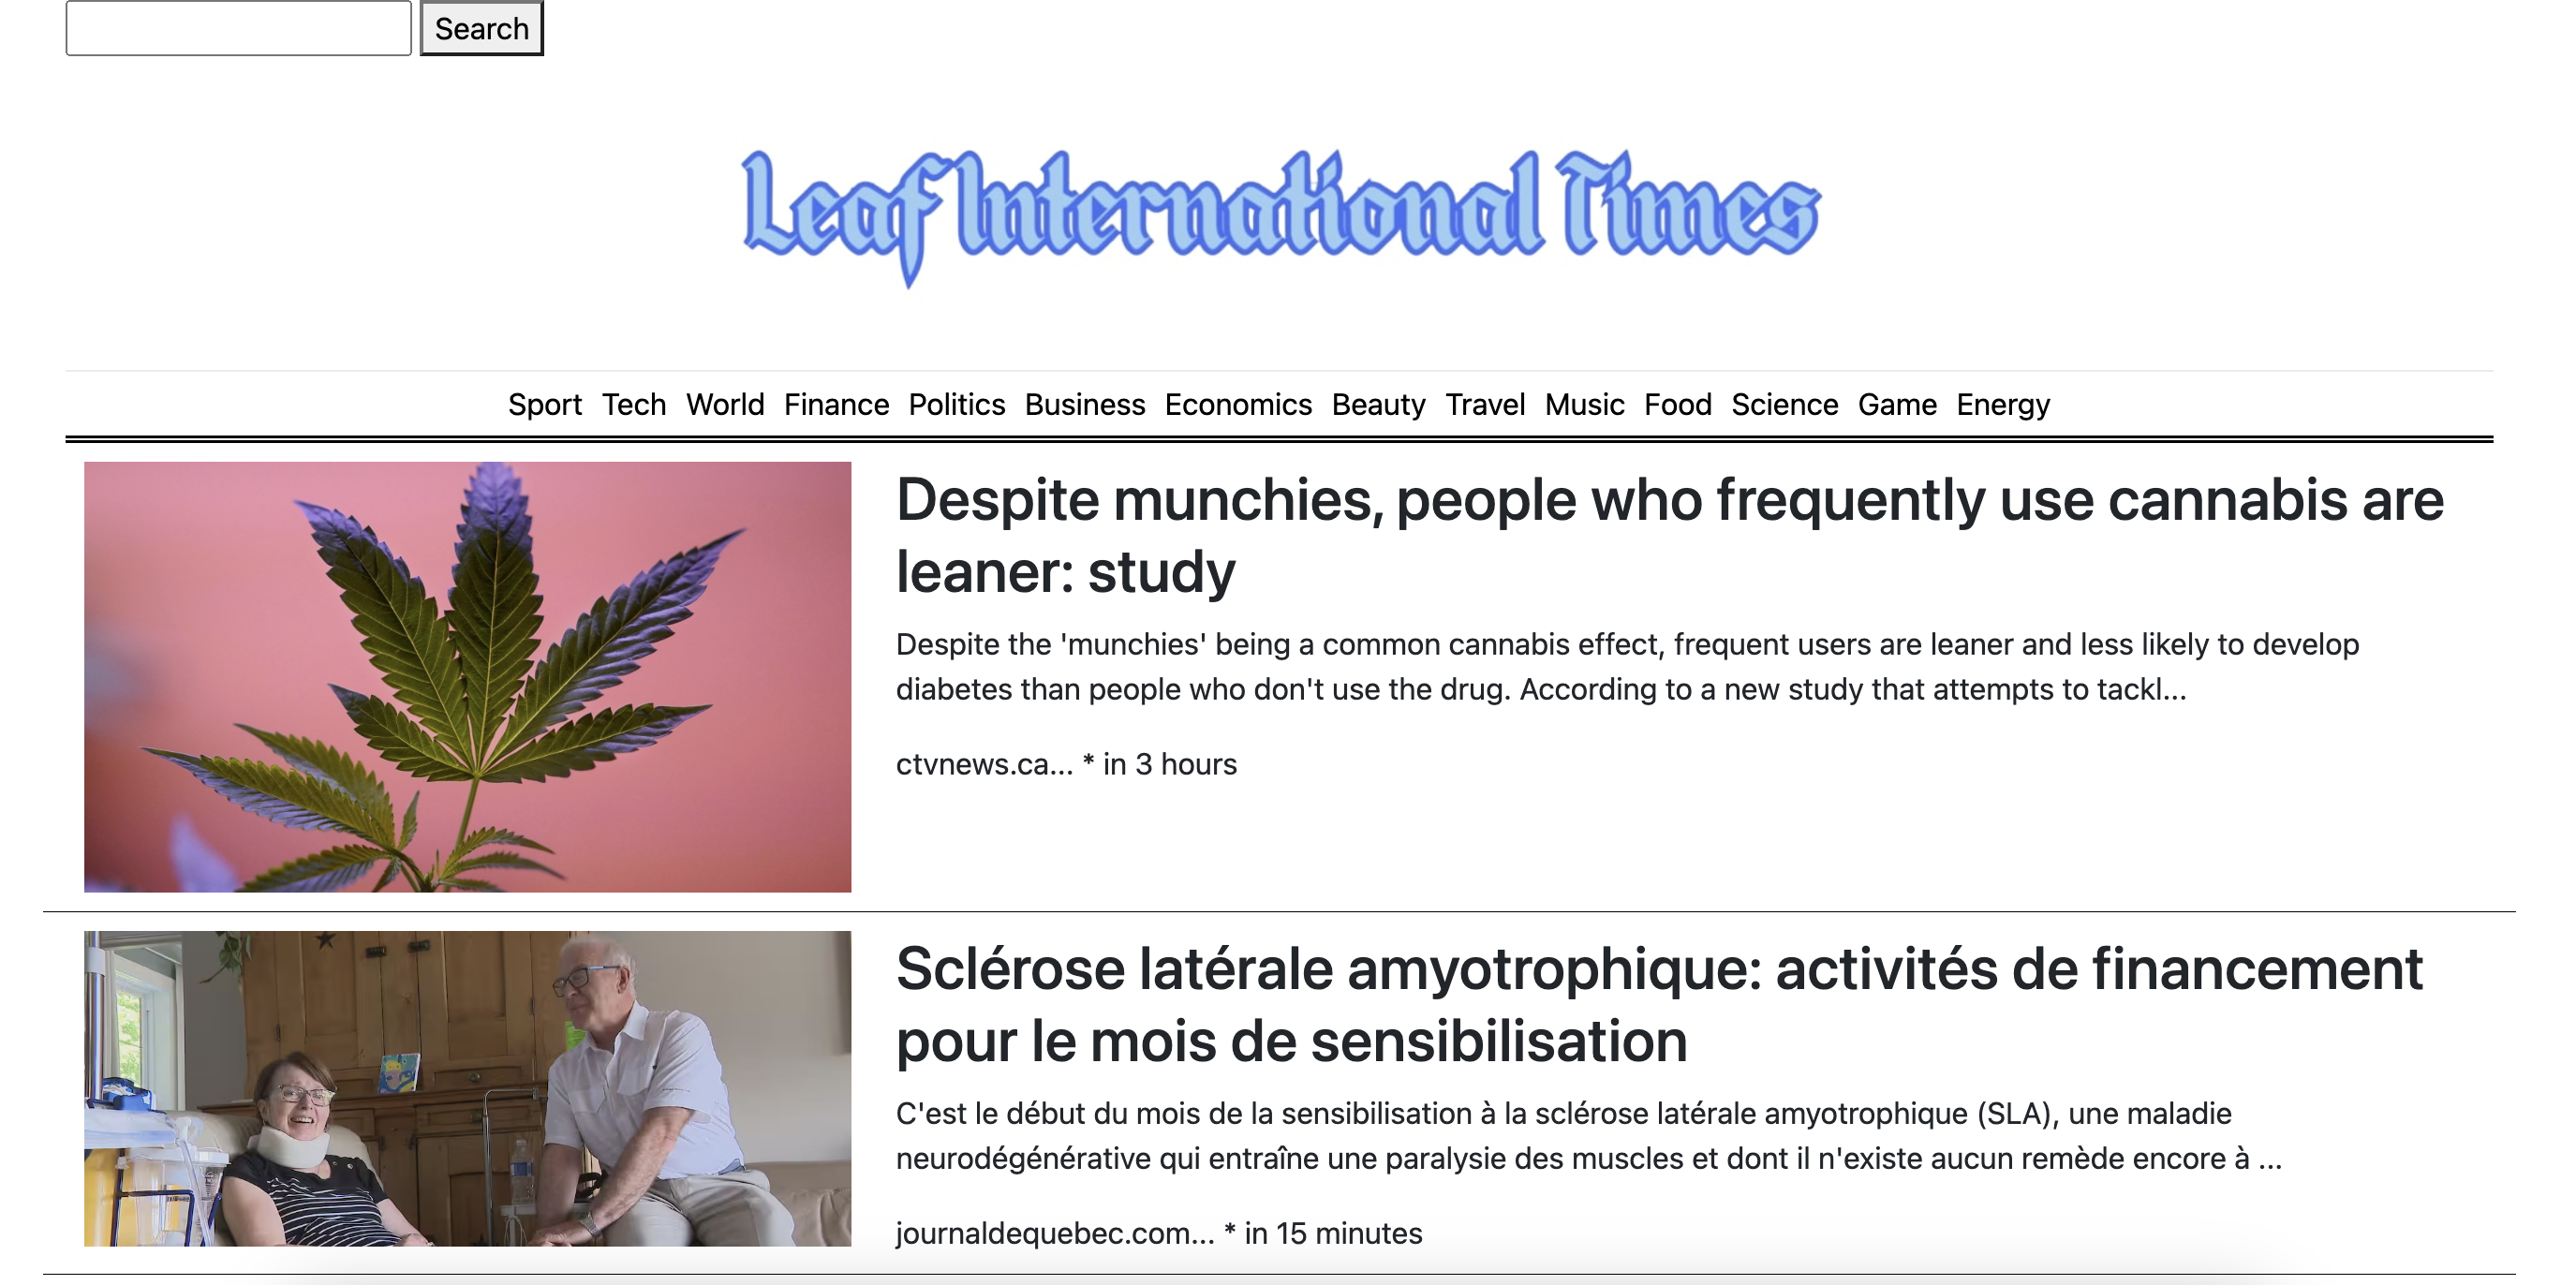 Search
Leaf International Times
Sport Tech World Finance Politics Business Economics Beauty Travel Music Food Science Game Energy
Despite munchies, people who frequently use cannabis are
leaner: study
Despite the 'munchies' being a common cannabis effect, frequent users are leaner and less likely to develop
diabetes than people who don't use the drug. According to a new study that attempts to tackl...
ctvnews.ca... * in 3 hours
Sclérose latérale amyotrophique: activités de financement
pour le mois de sensibilisation
C'est le début du mois de la sensibilisation à la sclérose latérale amyotrophique (SLA), une maladie
neurodégénérative qui entraîne une paralysie des muscles et dont il n'existe aucun remède encore à ...
journaldequebec.com... * in 15 minutes